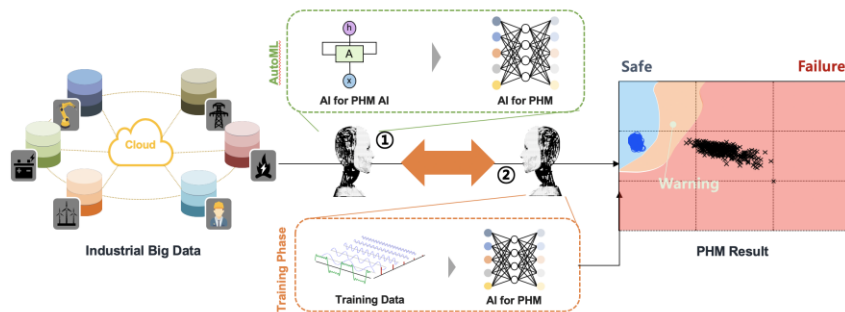 AutoML
h
A
x
AI for PHM AI
AI for PHM
Safe
Failure
Cloud
①
②
Warning
Industrial Big Data
Training Phase
Training Data
AI for PHM
PHM Result